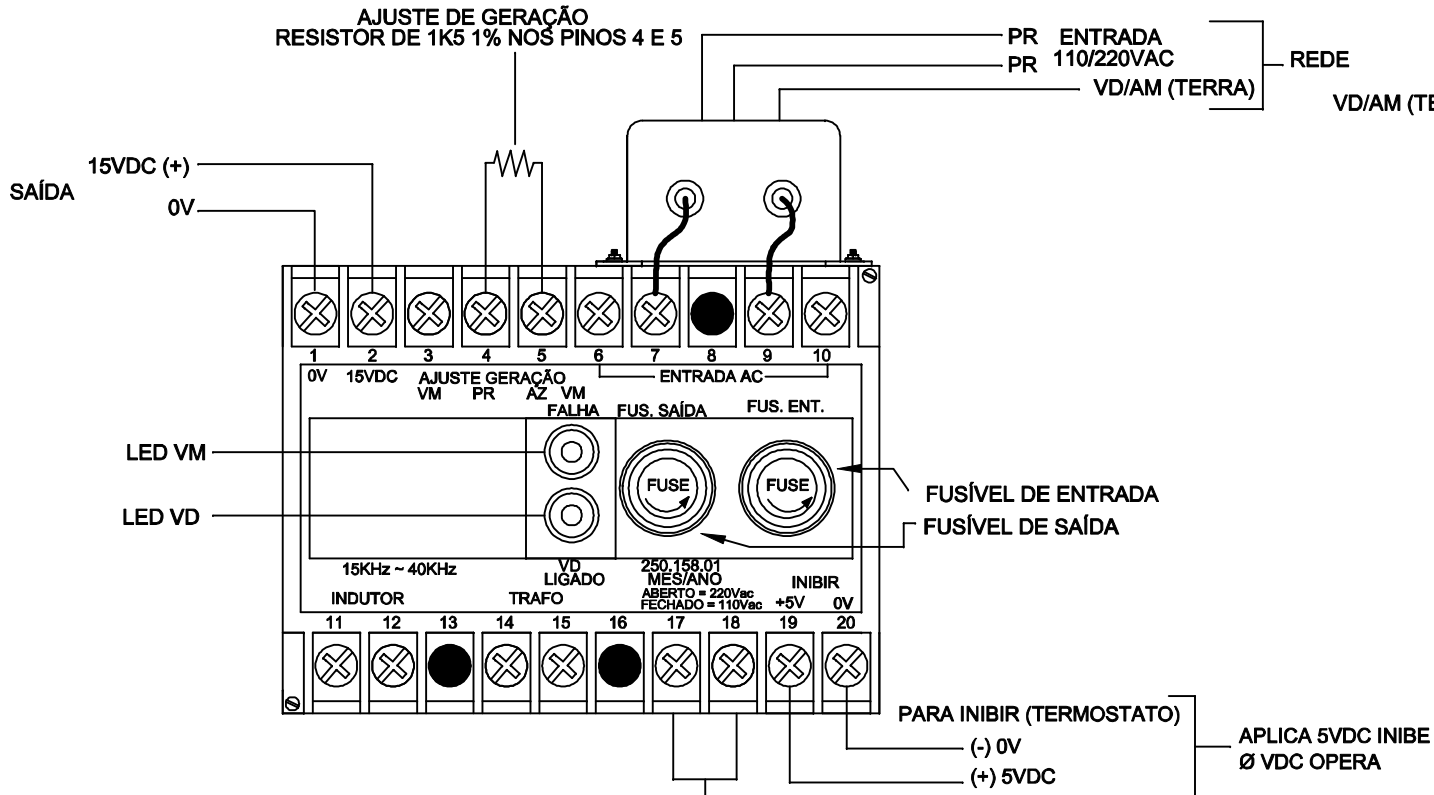 AJUSTE DE GERAÇÃO
RESISTOR DE 1K5 1% NOS PINOS 4 E 5
PR ENTRADA
PR 110/220VAC
REDE
VD/AM (TERRA)
VD/AM (TE
15VDC (+)
SAÍDA
0V
1 2 3 4 5 6 7 8 9 10
0V 15VDC AJUSTE GERAÇÃO ENTRADA AC
VM PR AZ VM
FALHA FUS. SAÍDA FUS. ENT.
LED VM
FUSE FUSE
LED VD
FUSÍVEL DE ENTRADA
FUSÍVEL DE SAÍDA
15KHz ~ 40KHz VD 250.158.01
LIGADO MES/ANO INIBIR
ABERTO = 220Vac
INDUTOR TRAFO FECHADO = 110Vac +5V 0V
11 12 13 14 15 16 17 18 19 20
PARA INIBIR (TERMOSTATO)
(-) 0V
(+) 5VDC
APLICA 5VDC INIBE
Ø VDC OPERA